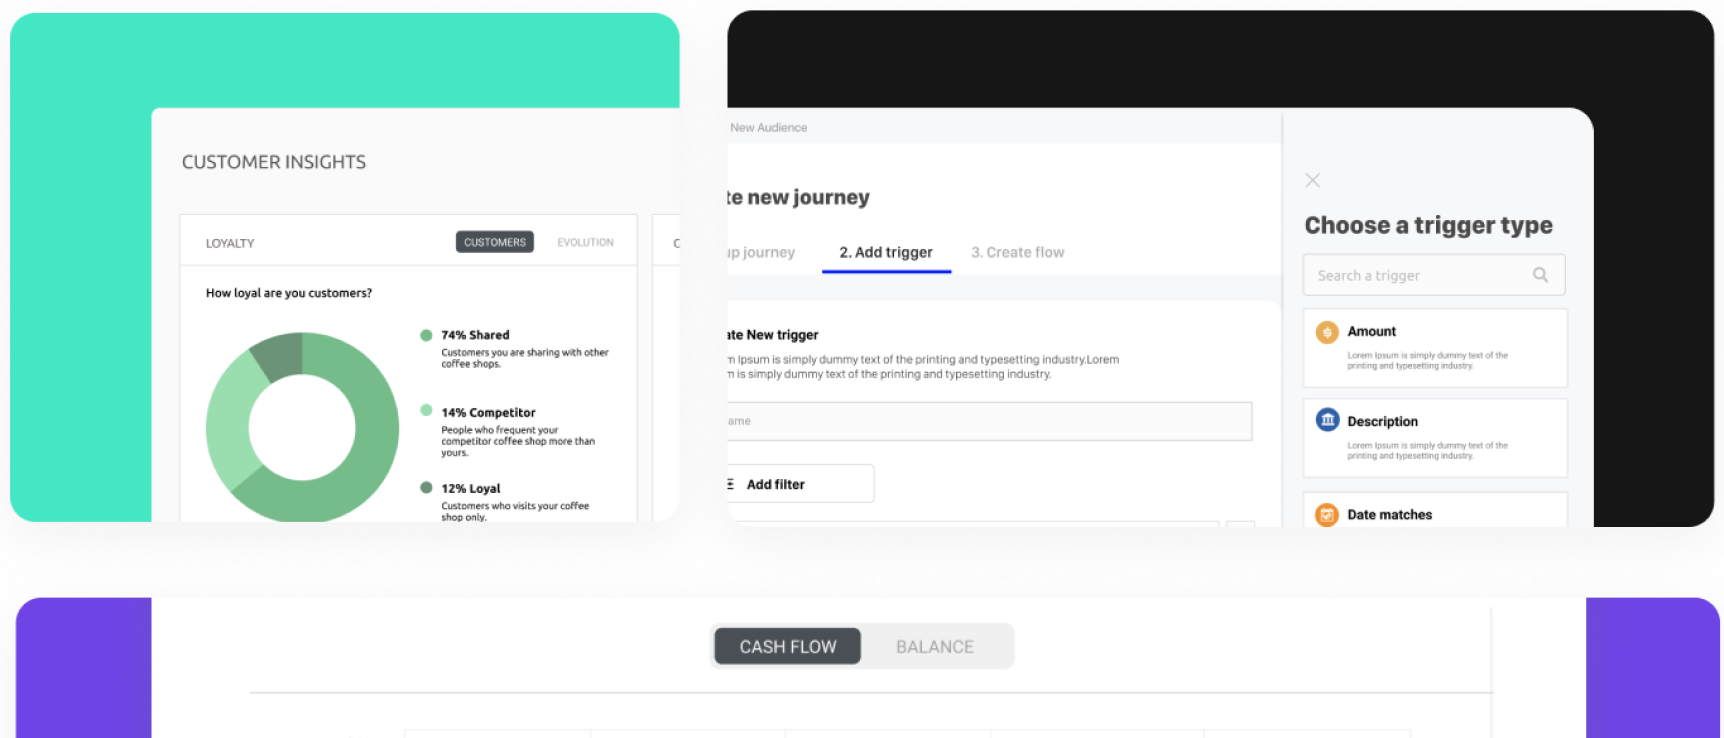 CUSTOMER INSIGHTS
LOYALTY
CUSTOMERS
EVOLUTION
C
How loyal are you customers?
74% Shared
Customers you are sharing with other
coffee shops.
14% Competitor
People who frequent your
competitor coffee shop more than
yours.
12% Loyal
Customers who visits your coffee
shop only.
New Audience
te new journey
up journey
2. Add trigger
3. Create flow
ate New trigger
m Ipsum is simply dummy text of the printing and typesetting industry.Lorem
m is simply dummy text of the printing and typesetting industry.
ame
Add filter
Choose a trigger type
Search a trigger
Amount
Lorem Ipsum is simply dummy text of the
printing and typesetting industry.
Description
Lorem Ipsum is simply dummy text of the
printing and typesetting industry.
Date matches
CASH FLOW
BALANCE